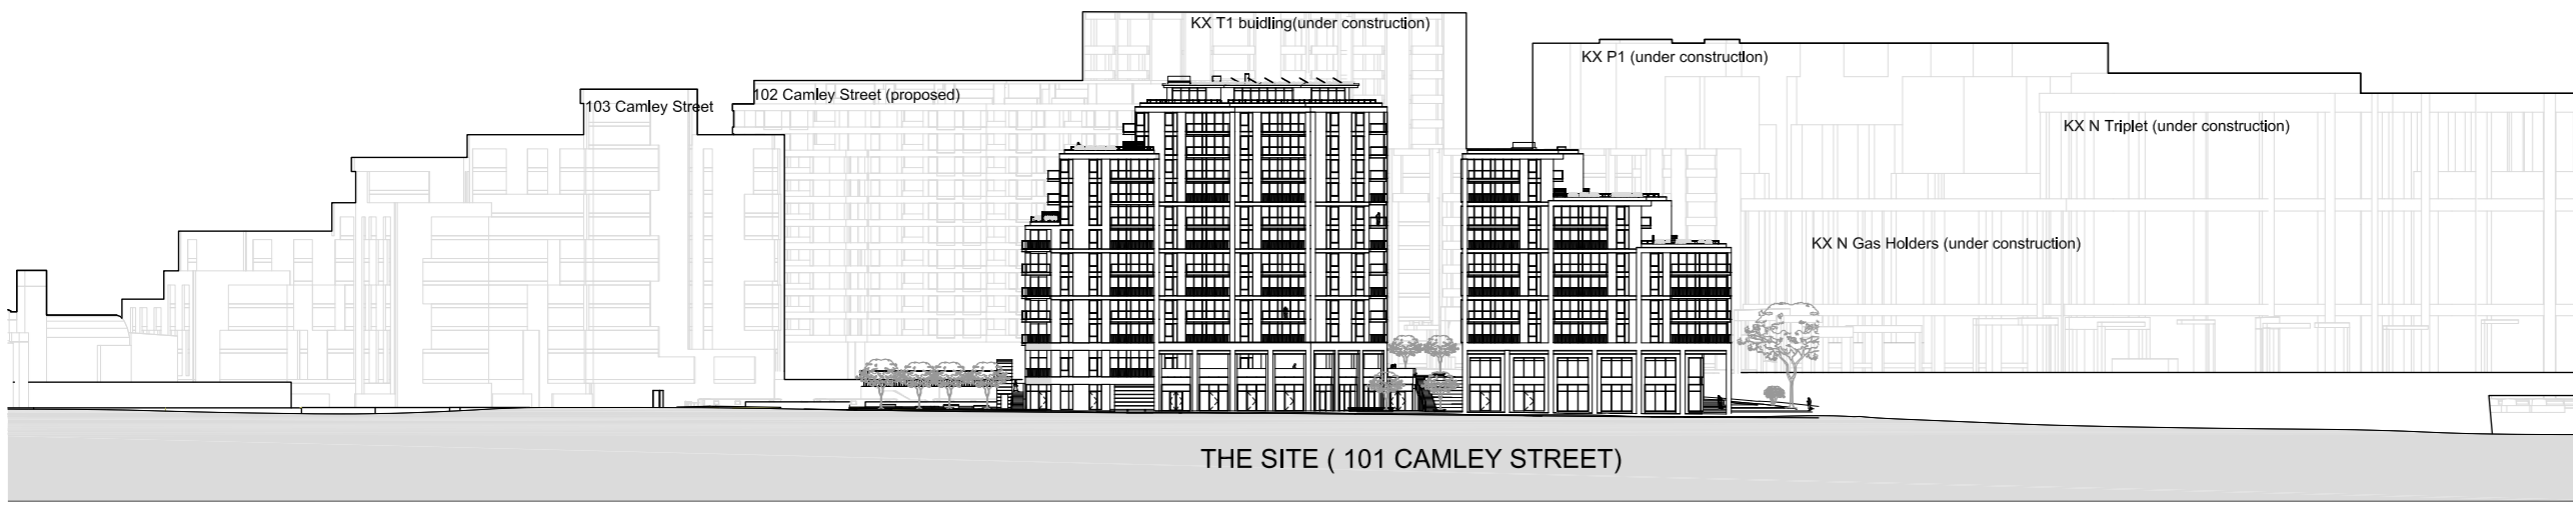 KX T1 buidling(under construction)
KX P1 (under construction)
102 Camley Street (proposed)
103 Camley Street
KX N Triplet (under construction)
KX N Gas Holders (under construction)
THE SITE ( 101 CAMLEY STREET)